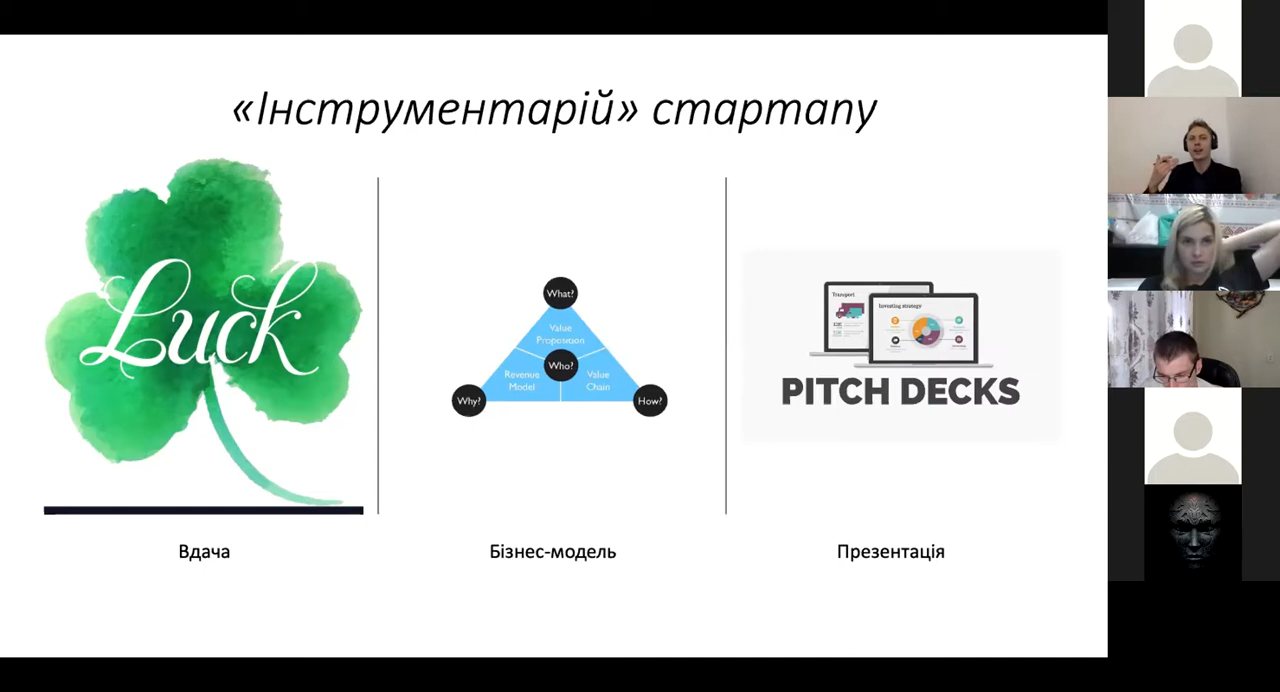 «Інструментарій» стартапу
Luck
What?
Value
Proposition
Who?
Revenue
Model
Value
Chain
Why?
How?
Transport
Investing strategy
PITCH DECKS
Вдача
Бізнес-модель
Презентація